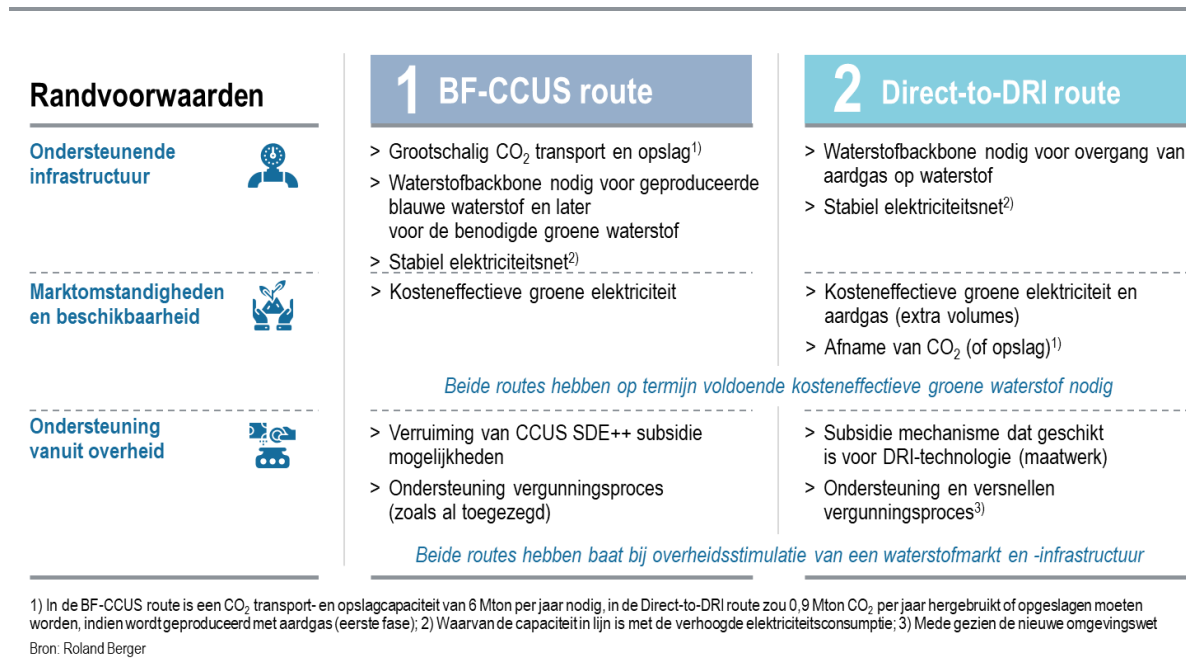 Randvoorwaarden
1 BF-CCUS route
2 Direct-to-DRI route
Ondersteunende
infrastructuur
> Grootschalig CO₂ transport en opslag¹⁾
> Waterstofbackbone nodig voor geproduceerde
blauwe waterstof en later
voor de benodigde groene waterstof
> Stabiel elektriciteitsnet²⁾
> Waterstofbackbone nodig voor overgang van
aardgas op waterstof
> Stabiel elektriciteitsnet²⁾
Marktomstandigheden
en beschikbaarheid
> Kosteneffectieve groene elektriciteit
> Kosteneffectieve groene elektriciteit en
aardgas (extra volumes)
> Afname van CO₂ (of opslag)¹⁾
Beide routes hebben op termijn voldoende kosteneffectieve groene waterstof nodig
Ondersteuning
vanuit overheid
> Verruiming van CCUS SDE++ subsidie
mogelijkheden
> Ondersteuning vergunningsproces
(zoals al toegezegd)
> Subsidie mechanisme dat geschikt
is voor DRI-technologie (maatwerk)
> Ondersteuning en versnellen
vergunningsproces³⁾
Beide routes hebben baat bij overheidsstimulatie van een waterstofmarkt en -infrastructuur
1) In de BF-CCUS route is een CO₂ transport- en opslagcapaciteit van 6 Mton per jaar nodig, in de Direct-to-DRI route zou 0,9 Mton CO₂ per jaar hergebruikt of opgeslagen moeten
worden, indien wordt geproduceerd met aardgas (eerste fase); 2) Waarvan de capaciteit in lijn is met de verhoogde elektriciteitsconsumptie; 3) Mede gezien de nieuwe omgevingswet
Bron: Roland Berger